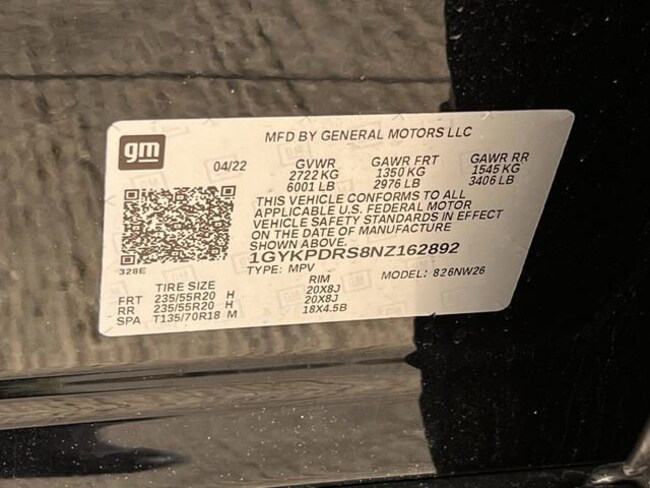 gm
MFD BY GENERAL MOTORS LLC
04/22 GVWR GAWR FRT GAWR RR
2722 KG 1350 KG 1545 KG
6001 LB 2976 LB 3406 LB
THIS VEHICLE CONFORMS TO ALL
APPLICABLE U.S. FEDERAL MOTOR
VEHICLE SAFETY STANDARDS IN EFFECT
ON THE DATE OF MANUFACTURE
SHOWN ABOVE.
1GYKPDRS8NZ162892
328E
TYPE: MPV MODEL: 826NW26
TIRE SIZE RIM
FRT 235/55R20 H 20X8J
RR 235/55R20 H 20X8J
SPA T135/70R18 M 18X4.5B